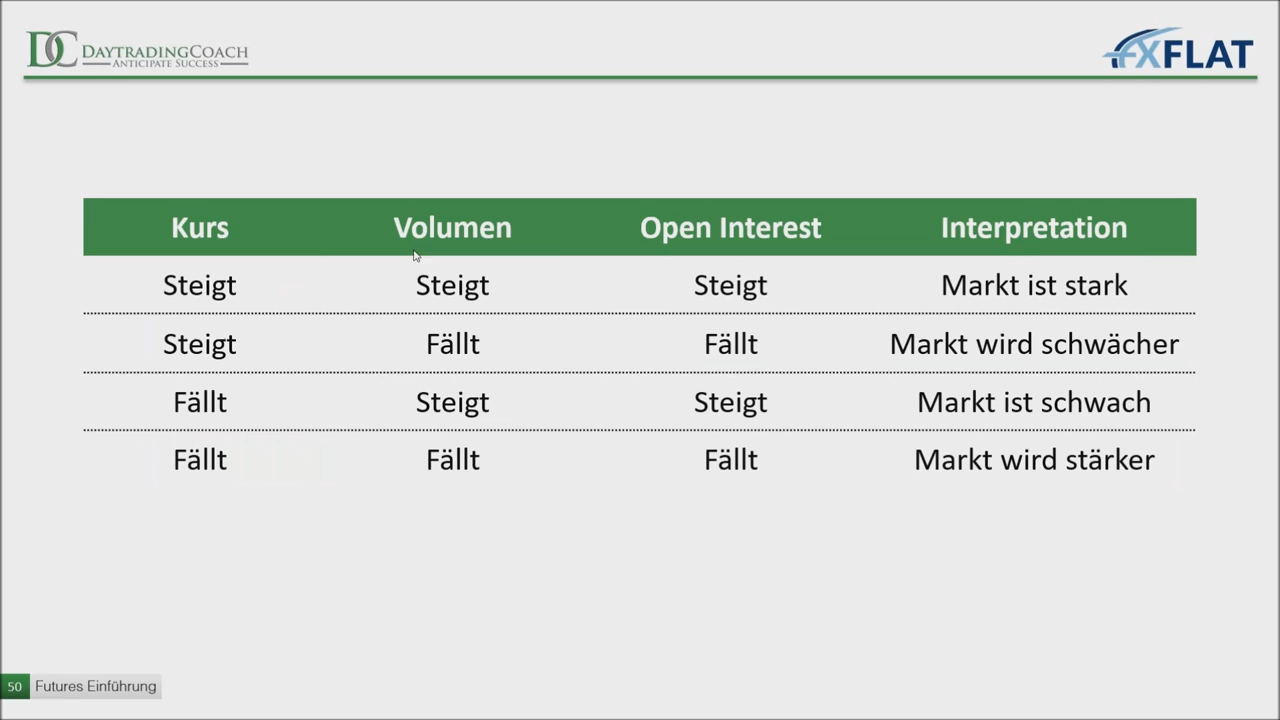 DC DAYTRADINGCOACH
ANTICIPATE SUCCESS
FXFLAT
Kurs Volumen Open Interest Interpretation
Steigt Steigt Steigt Markt ist stark
Steigt Fällt Fällt Markt wird schwächer
Fällt Steigt Steigt Markt ist schwach
Fällt Fällt Fällt Markt wird stärker
50 Futures Einführung